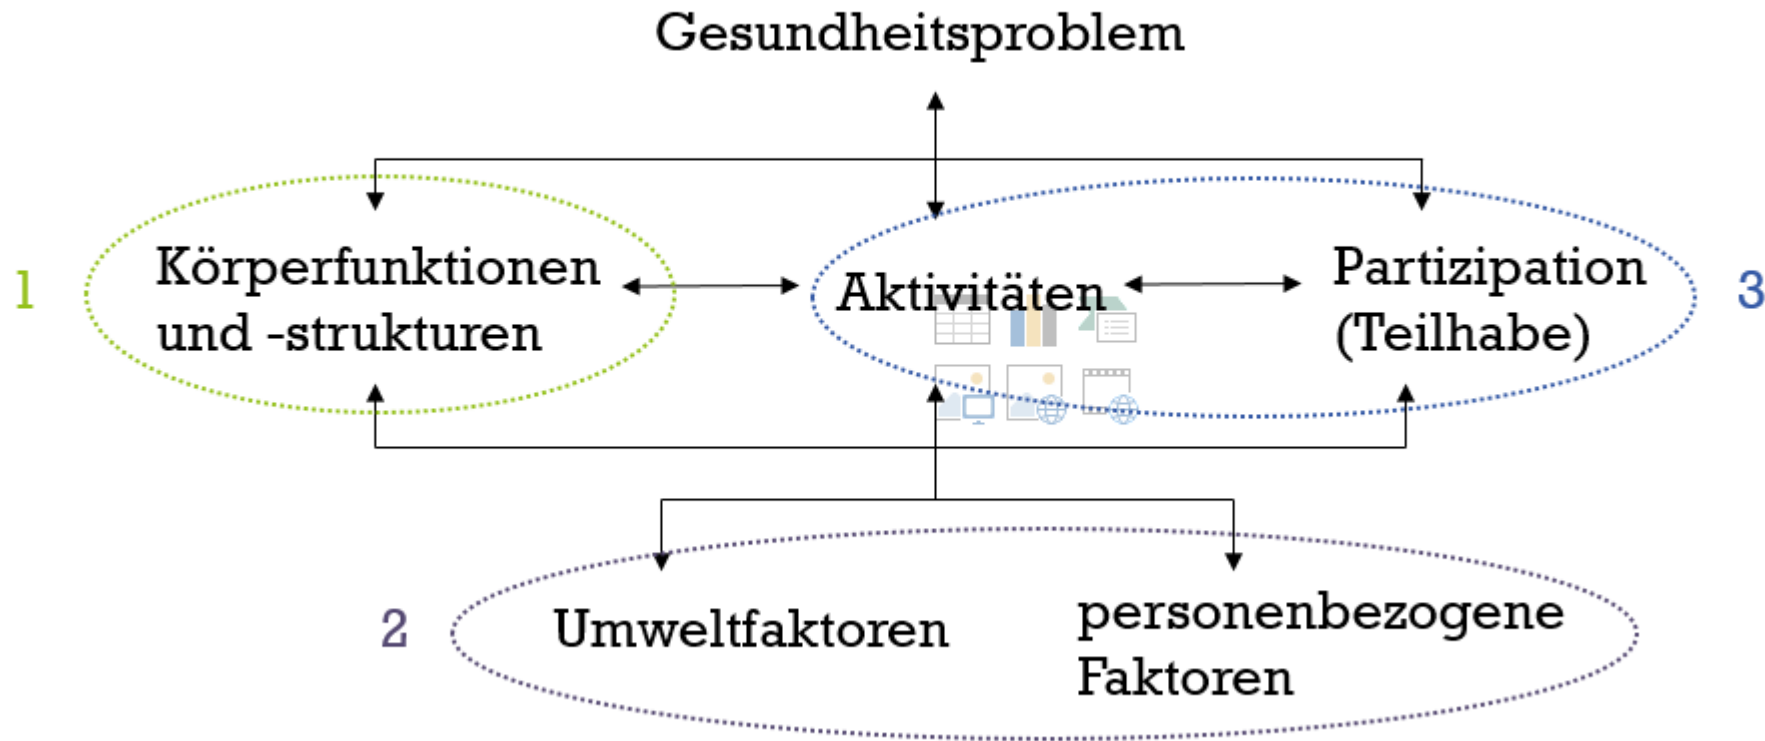 Gesundheitsproblem
1
Körperfunktionen
und -strukturen
Aktivitäten
Partizipation
(Teilhabe)
3
2
Umweltfaktoren
personenbezogene
Faktoren